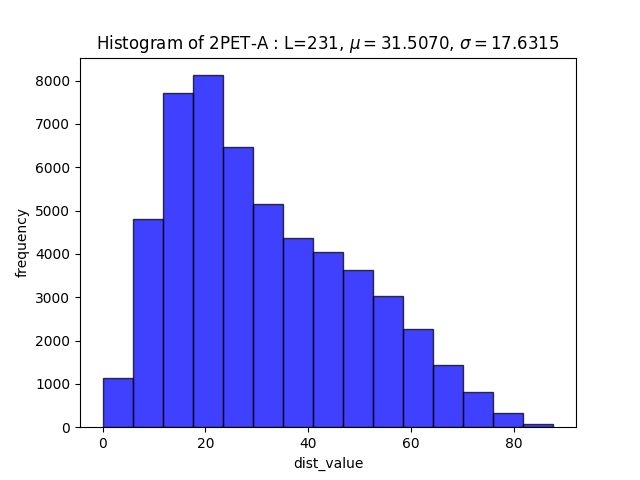 Histogram of 2PET-A : L=231, μ = 31.5070, σ = 17.6315
8000
7000
6000
5000
4000
3000
2000
1000
0
frequency
0 20 40 60 80
dist_value